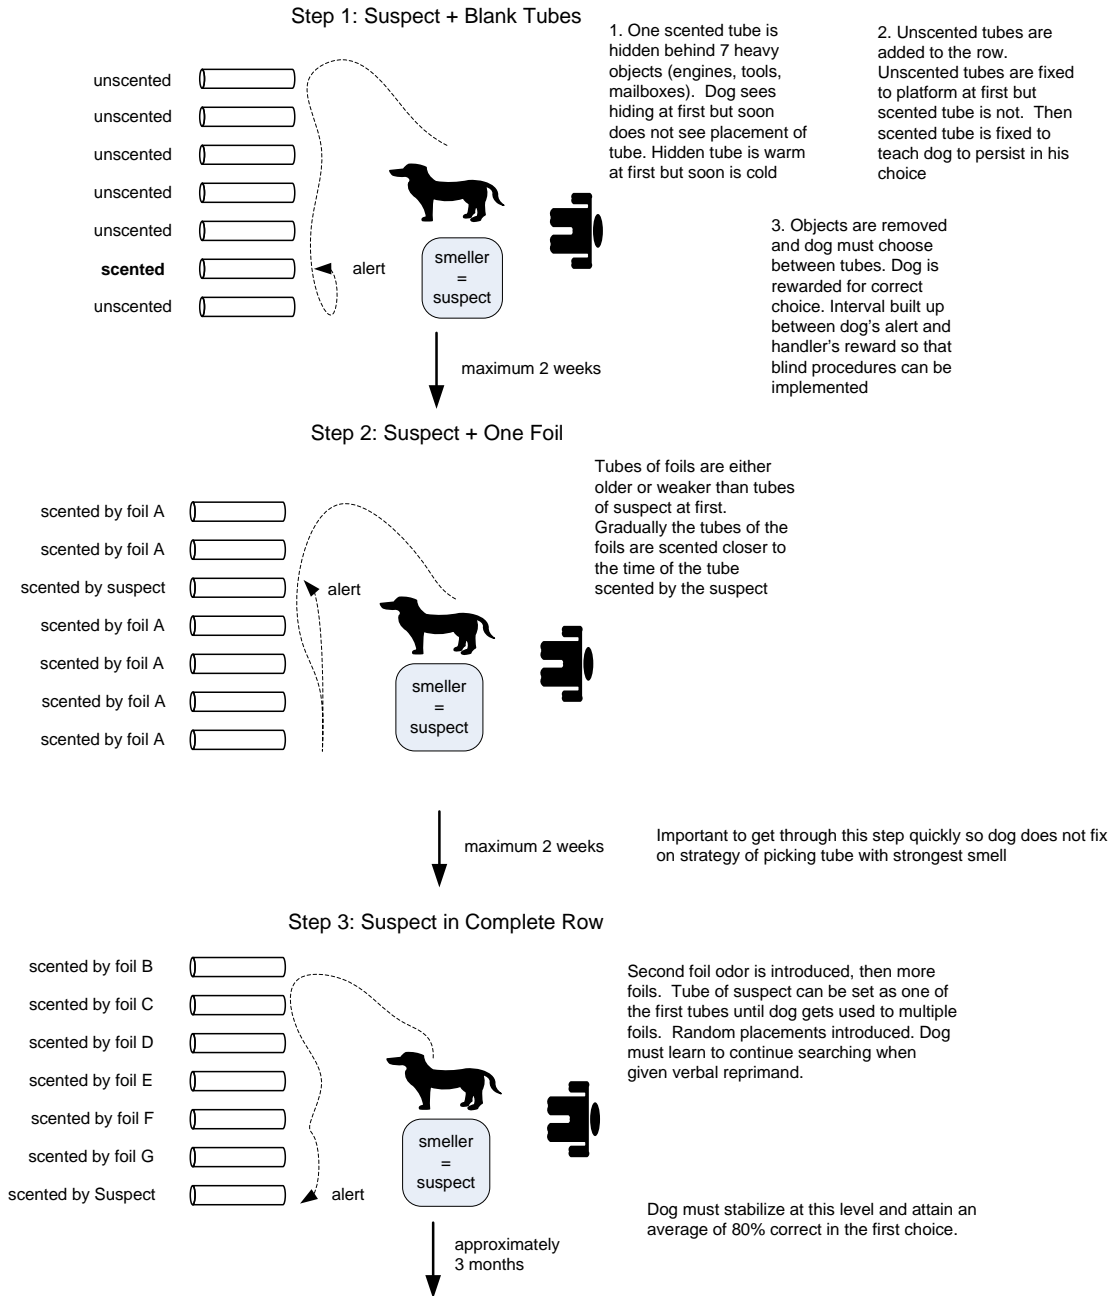 Step 1: Suspect + Blank Tubes
unscented
unscented
unscented
unscented
unscented
scented
unscented
alert
smeller
=
suspect
1. One scented tube is
hidden behind 7 heavy
objects (engines, tools,
mailboxes).  Dog sees
hiding at first but soon
does not see placement of
tube. Hidden tube is warm
at first but soon is cold
2. Unscented tubes are
added to the row.
Unscented tubes are fixed
to platform at first but
scented tube is not.  Then
scented tube is fixed to
teach dog to persist in his
choice
3. Objects are removed
and dog must choose
between tubes. Dog is
rewarded for correct
choice. Interval built up
between dog's alert and
handler's reward so that
blind procedures can be
implemented
maximum 2 weeks
Step 2: Suspect + One Foil
scented by foil A
scented by foil A
scented by suspect
scented by foil A
scented by foil A
scented by foil A
scented by foil A
alert
smeller
=
suspect
Tubes of foils are either
older or weaker than tubes
of suspect at first.
Gradually the tubes of the
foils are scented closer to
the time of the tube
scented by the suspect
maximum 2 weeks
Important to get through this step quickly so dog does not fix
on strategy of picking tube with strongest smell
Step 3: Suspect in Complete Row
scented by foil B
scented by foil C
scented by foil D
scented by foil E
scented by foil F
scented by foil G
scented by Suspect
alert
smeller
=
suspect
Second foil odor is introduced, then more
foils.  Tube of suspect can be set as one of
the first tubes until dog gets used to multiple
foils.  Random placements introduced. Dog
must learn to continue searching when
given verbal reprimand.
Dog must stabilize at this level and attain an
average of 80% correct in the first choice.
approximately
3 months